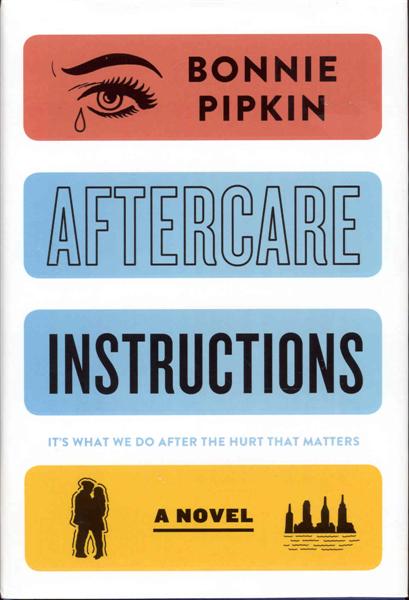 BONNIE
PIPKIN
AFTERCARE
INSTRUCTIONS
IT'S WHAT WE DO AFTER THE HURT THAT MATTERS
A NOVEL